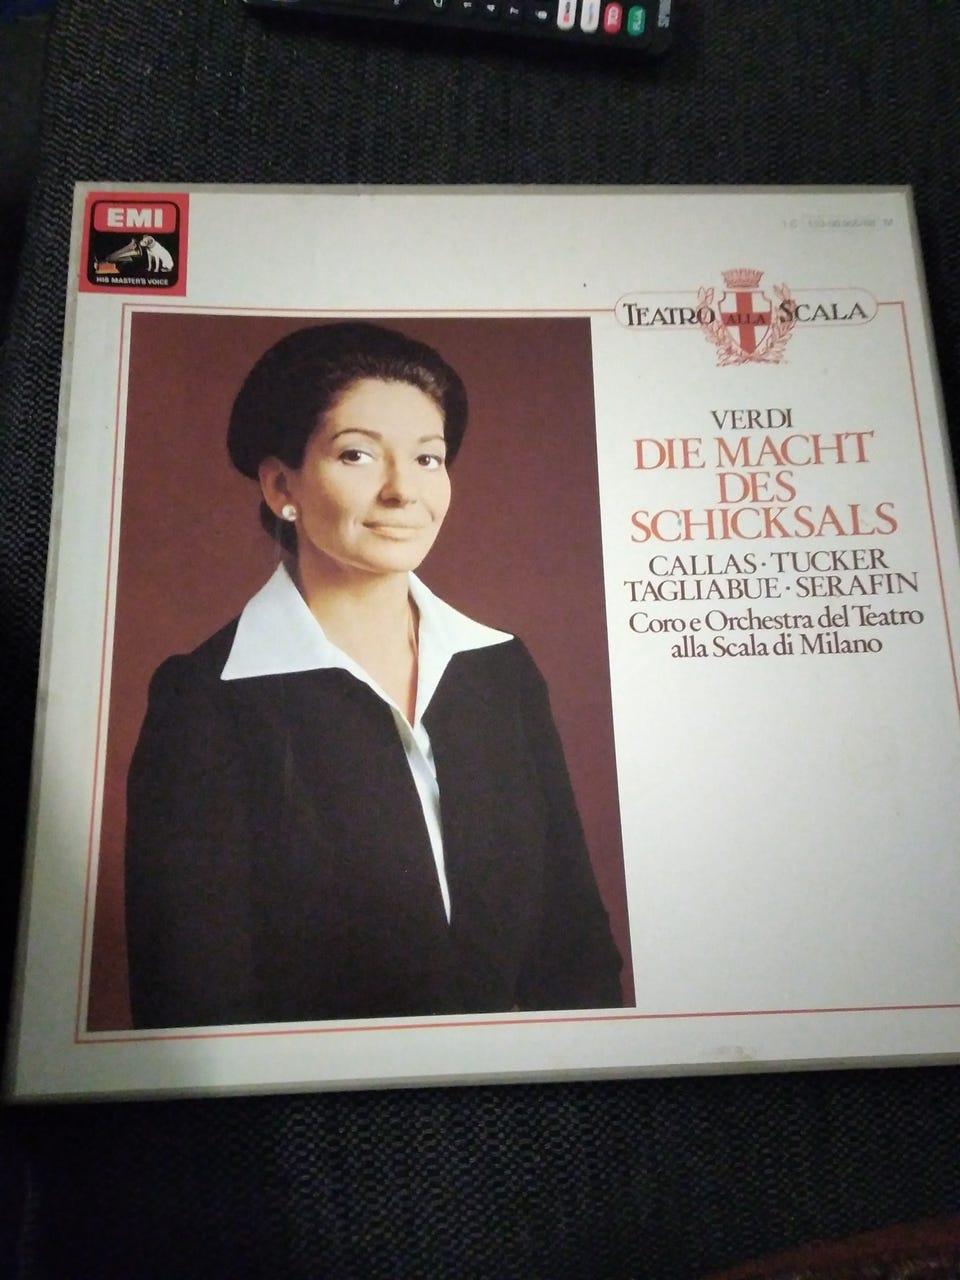 EMI
HIS MASTER'S VOICE
TEATRO ALLA SCALA
VERDI
DIE MACHT
DES
SCHICKSALS
CALLAS · TUCKER
TAGLIABUE · SERAFIN
Coro e Orchestra del Teatro
alla Scala di Milano